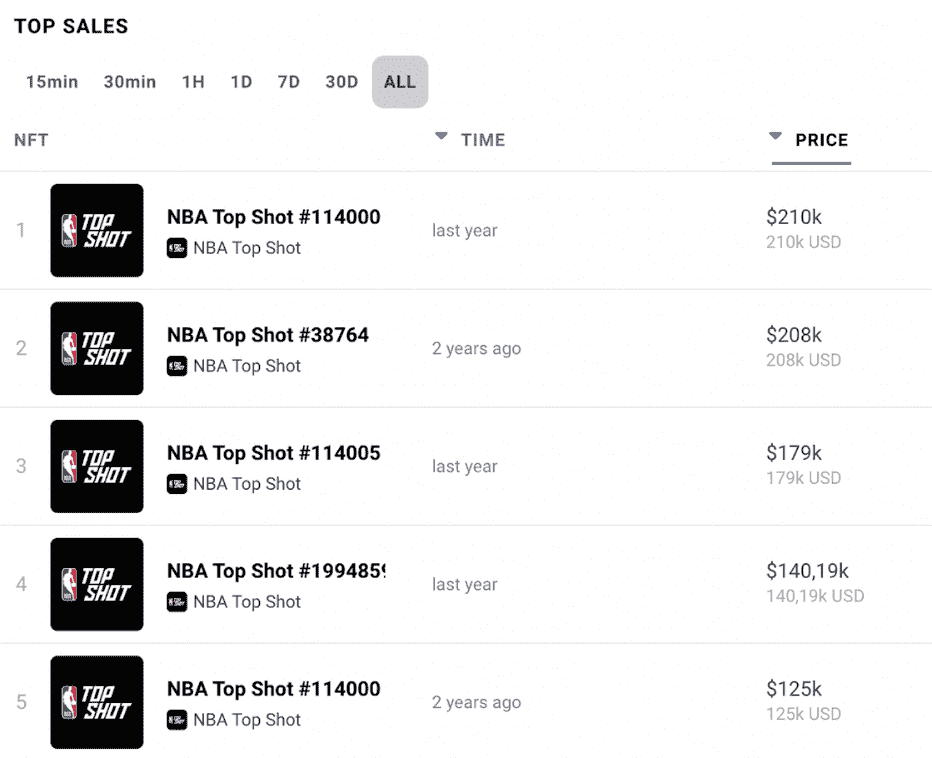 TOP SALES
15min 30min 1H 1D 7D 30D ALL
NFT TIME PRICE
1 TOP SHOT NBA Top Shot #114000 last year $210k
NBA Top Shot 210k USD
2 TOP SHOT NBA Top Shot #38764 2 years ago $208k
NBA Top Shot 208k USD
3 TOP SHOT NBA Top Shot #114005 last year $179k
NBA Top Shot 179k USD
4 TOP SHOT NBA Top Shot #1994859 last year $140,19k
NBA Top Shot 140,19k USD
5 TOP SHOT NBA Top Shot #114000 2 years ago $125k
NBA Top Shot 125k USD